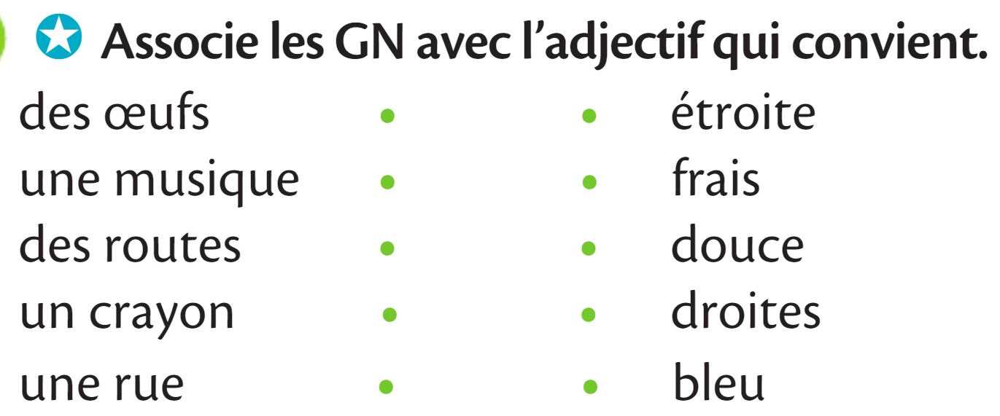 Associe les GN avec l'adjectif qui convient.
des œufs • • étroite
une musique • • frais
des routes • • douce
un crayon • • droites
une rue • • bleu